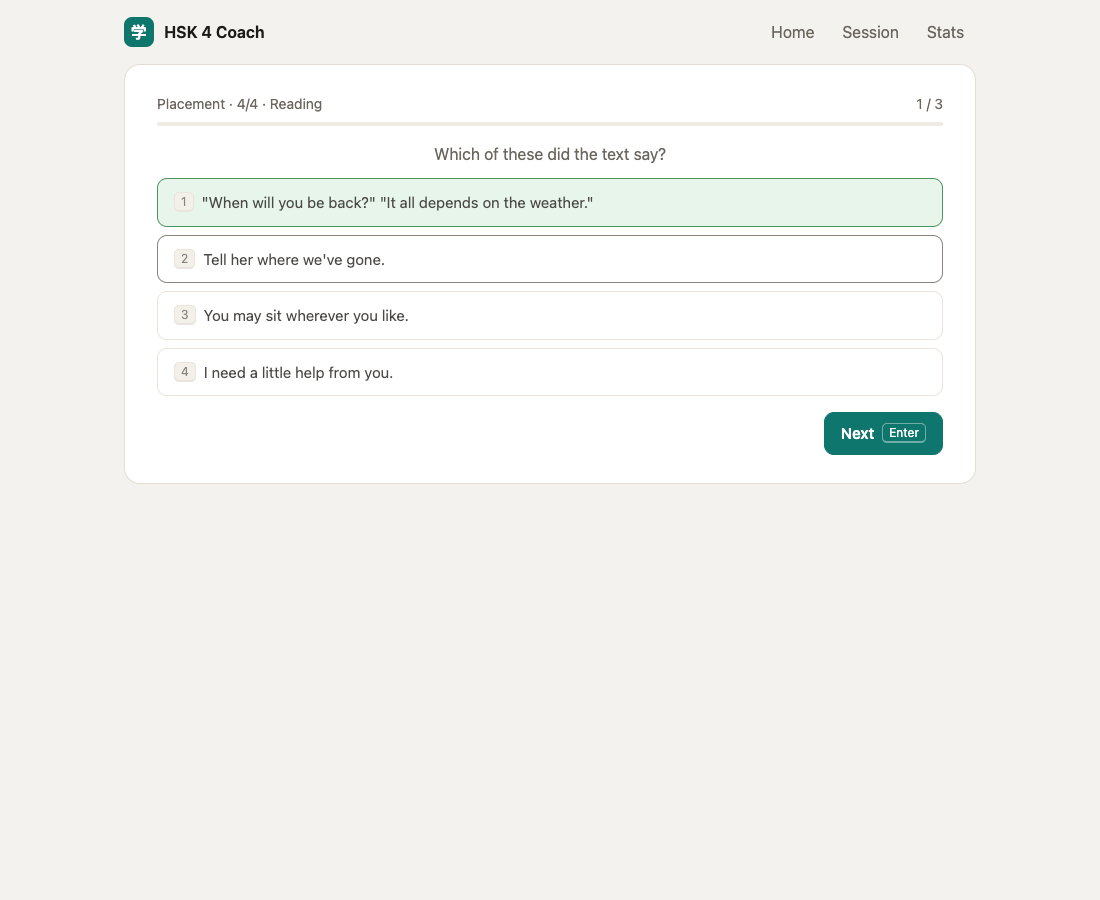 学 HSK 4 Coach
Home Session Stats
Placement · 4/4 · Reading
1 / 3
Which of these did the text say?
1 "When will you be back?" "It all depends on the weather."
2 Tell her where we've gone.
3 You may sit wherever you like.
4 I need a little help from you.
Next Enter